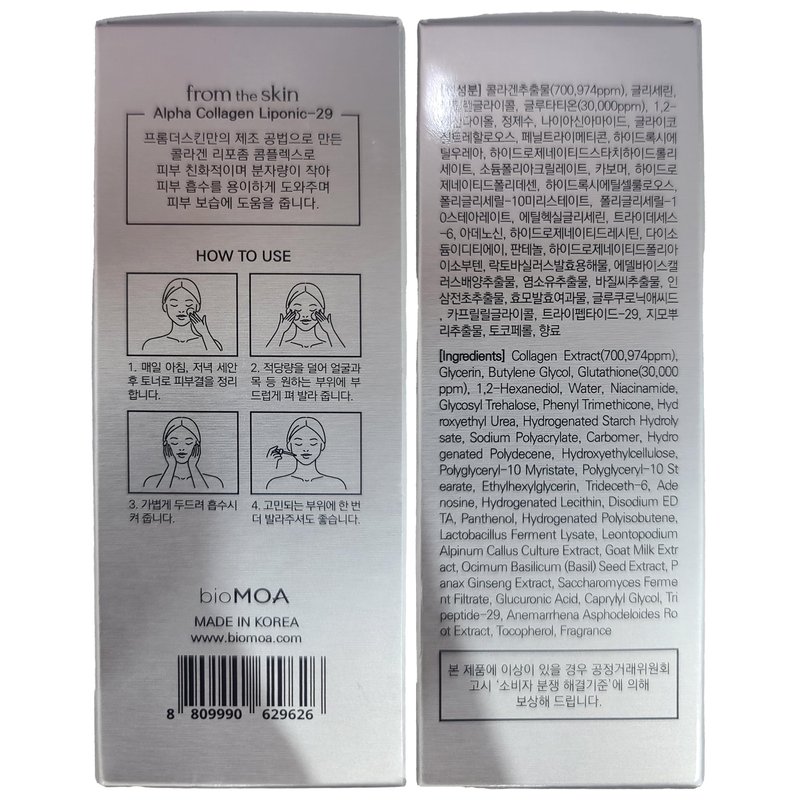 from the skin
Alpha Collagen Liponic-29
프롬더스킨만의 제조 공법으로 만든
콜라겐 리포좀 콤플렉스로
피부 친화적이며 분자량이 작아
피부 흡수를 용이하게 도와주며
피부 보습에 도움을 줍니다.
HOW TO USE
1. 매일 아침, 저녁 세안
후 토너로 피부결을 정리
합니다.
2. 적당량을 덜어 얼굴과
목 등 원하는 부위에 부
드럽게 펴 발라 줍니다.
3. 가볍게 두드려 흡수시
켜 줍니다.
4. 고민되는 부위에 한 번
더 발라주셔도 좋습니다.
bioMOA
MADE IN KOREA
www.biomoa.com
8 809990 629626
[전성분] 콜라겐추출물(700,974ppm), 글리세린,
부틸렌글라이콜, 글루타티온(30,000ppm), 1,2-
헥산다이올, 정제수, 나이아신아마이드, 글라이코
실트레할로오스, 페닐트라이메티콘, 하이드록시에
틸우레아, 하이드로제네이티드스타치하이드롤리
세이트, 소듐폴리아크릴레이트, 카보머, 하이드로
제네이티드폴리데센, 하이드록시에틸셀룰로오스,
폴리글리세릴-10미리스테이트, 폴리글리세릴-1
0스테아레이트, 에틸헥실글리세린, 트라이데세스
-6, 아데노신, 하이드로제네이티드레시틴, 다이소
듐이디티에이, 판테놀, 하이드로제네이티드폴리아
이소부텐, 락토바실러스발효용해물, 에델바이스캘
러스배양추출물, 염소유추출물, 바질씨추출물, 인
삼전초추출물, 효모발효여과물, 글루쿠로닉애씨드
, 카프릴릴글라이콜, 트라이펩타이드-29, 지모뿌
리추출물, 토코페롤, 향료
[Ingredients] Collagen Extract(700,974ppm),
Glycerin, Butylene Glycol, Glutathione(30,000
ppm), 1,2-Hexanediol, Water, Niacinamide,
Glycosyl Trehalose, Phenyl Trimethicone, Hyd
roxyethyl Urea, Hydrogenated Starch Hydroly
sate, Sodium Polyacrylate, Carbomer, Hydro
genated Polydecene, Hydroxyethylcellulose,
Polyglyceryl-10 Myristate, Polyglyceryl-10 St
earate, Ethylhexylglycerin, Trideceth-6, Ade
nosine, Hydrogenated Lecithin, Disodium ED
TA, Panthenol, Hydrogenated Polyisobutene,
Lactobacillus Ferment Lysate, Leontopodium
Alpinum Callus Culture Extract, Goat Milk Extr
act, Ocimum Basilicum (Basil) Seed Extract, P
anax Ginseng Extract, Saccharomyces Ferme
nt Filtrate, Glucuronic Acid, Caprylyl Glycol, Tri
peptide-29, Anemarrhena Asphodeloides Ro
ot Extract, Tocopherol, Fragrance
본 제품에 이상이 있을 경우 공정거래위원회
고시 '소비자 분쟁 해결기준'에 의해
보상해 드립니다.